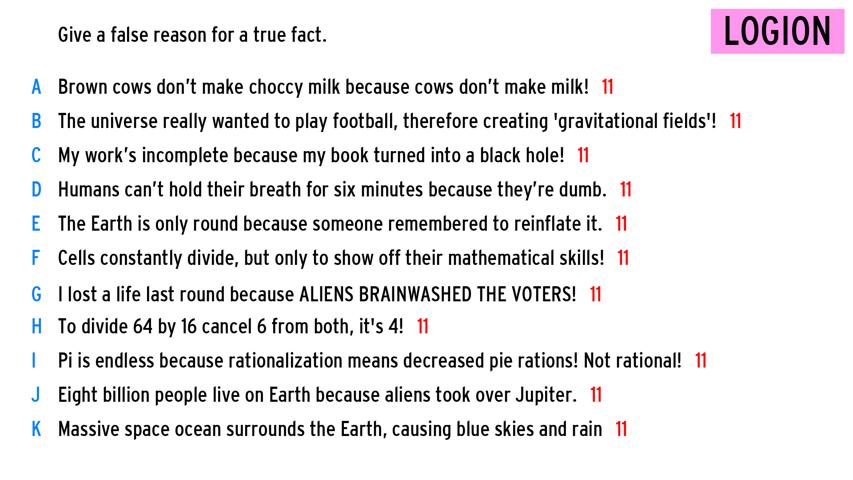 Give a false reason for a true fact.
LOGION
A Brown cows don't make choccy milk because cows don't make milk! 11
B The universe really wanted to play football, therefore creating 'gravitational fields'! 11
C My work's incomplete because my book turned into a black hole! 11
D Humans can't hold their breath for six minutes because they're dumb. 11
E The Earth is only round because someone remembered to reinflate it. 11
F Cells constantly divide, but only to show off their mathematical skills! 11
G I lost a life last round because ALIENS BRAINWASHED THE VOTERS! 11
H To divide 64 by 16 cancel 6 from both, it's 4! 11
I Pi is endless because rationalization means decreased pie rations! Not rational! 11
J Eight billion people live on Earth because aliens took over Jupiter. 11
K Massive space ocean surrounds the Earth, causing blue skies and rain 11